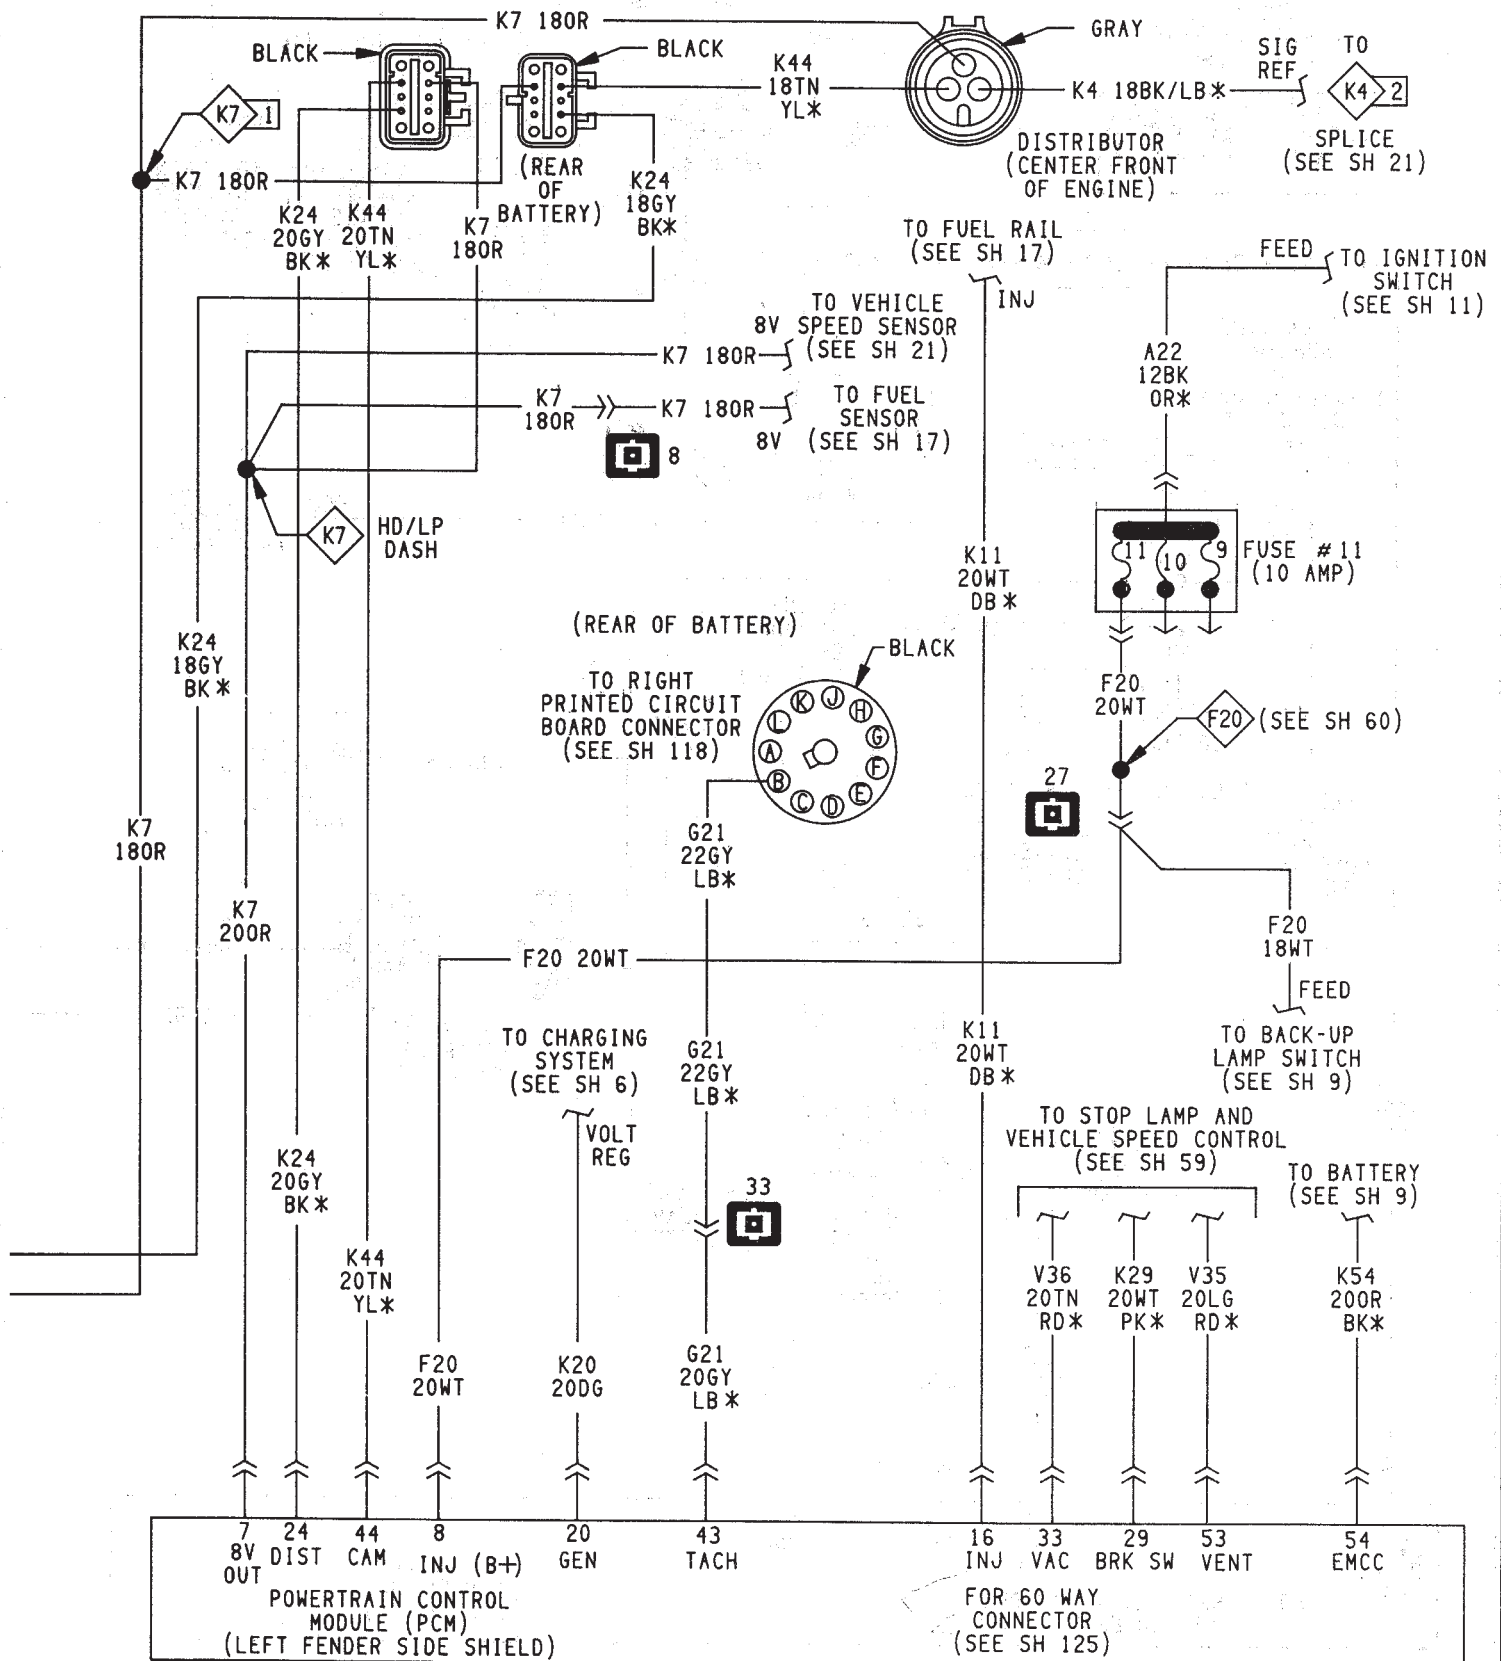 K7 18OR
BLACK
BLACK
GRAY
K44
18TN
YL*
SIG
REF
TO
K4 18BK/LB*
K4 2
SPLICE
(SEE SH 21)
DISTRIBUTOR
(CENTER FRONT
OF ENGINE)
K7 1
K7 18OR
(REAR
OF
BATTERY)
K24
20GY
BK*
K44
20TN
YL*
K7
18OR
K24
18GY
BK*
TO FUEL RAIL
(SEE SH 17)
INJ
FEED
TO IGNITION
SWITCH
(SEE SH 11)
TO VEHICLE
8V SPEED SENSOR
(SEE SH 21)
K7 18OR
A22
12BK
OR*
K7
18OR
K7 18OR
TO FUEL
SENSOR
8V (SEE SH 17)
8
K7
HD/LP
DASH
11
10
9
FUSE #11
(10 AMP)
K11
20WT
DB*
(REAR OF BATTERY)
BLACK
K24
18GY
BK*
TO RIGHT
PRINTED CIRCUIT
BOARD CONNECTOR
(SEE SH 118)
K J H
L G
A F
B E
C D
F20
20WT
F20 (SEE SH 60)
27
K7
18OR
G21
22GY
LB*
K7
20OR
F20
18WT
F20 20WT
FEED
TO BACK-UP
LAMP SWITCH
(SEE SH 9)
TO CHARGING
SYSTEM
(SEE SH 6)
G21
22GY
LB*
K11
20WT
DB*
VOLT
REG
TO STOP LAMP AND
VEHICLE SPEED CONTROL
(SEE SH 59)
TO BATTERY
(SEE SH 9)
K24
20GY
BK*
33
K44
20TN
YL*
V36
20TN
RD*
K29
20WT
PK*
V35
20LG
RD*
K54
20OR
BK*
F20
20WT
K20
20DG
G21
20GY
LB*
7 24 44 8 20 43 16 33 29 53 54
8V OUT DIST CAM INJ (B+) GEN TACH INJ VAC BRK SW VENT EMCC
POWERTRAIN CONTROL
MODULE (PCM)
(LEFT FENDER SIDE SHIELD)
FOR 60 WAY
CONNECTOR
(SEE SH 125)